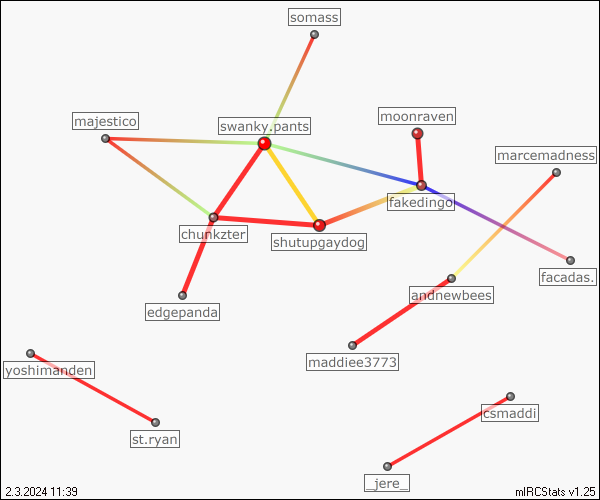 somass
majestico
swanky.pants
moonraven
marcemadness
fakedingo
chunkzter
shutupgaydog
facadas.
andnewbees
edgepanda
maddiee3773
yoshimanden
csmaddi
st.ryan
_jere_
2.3.2024 11:39
mIRCStats v1.25